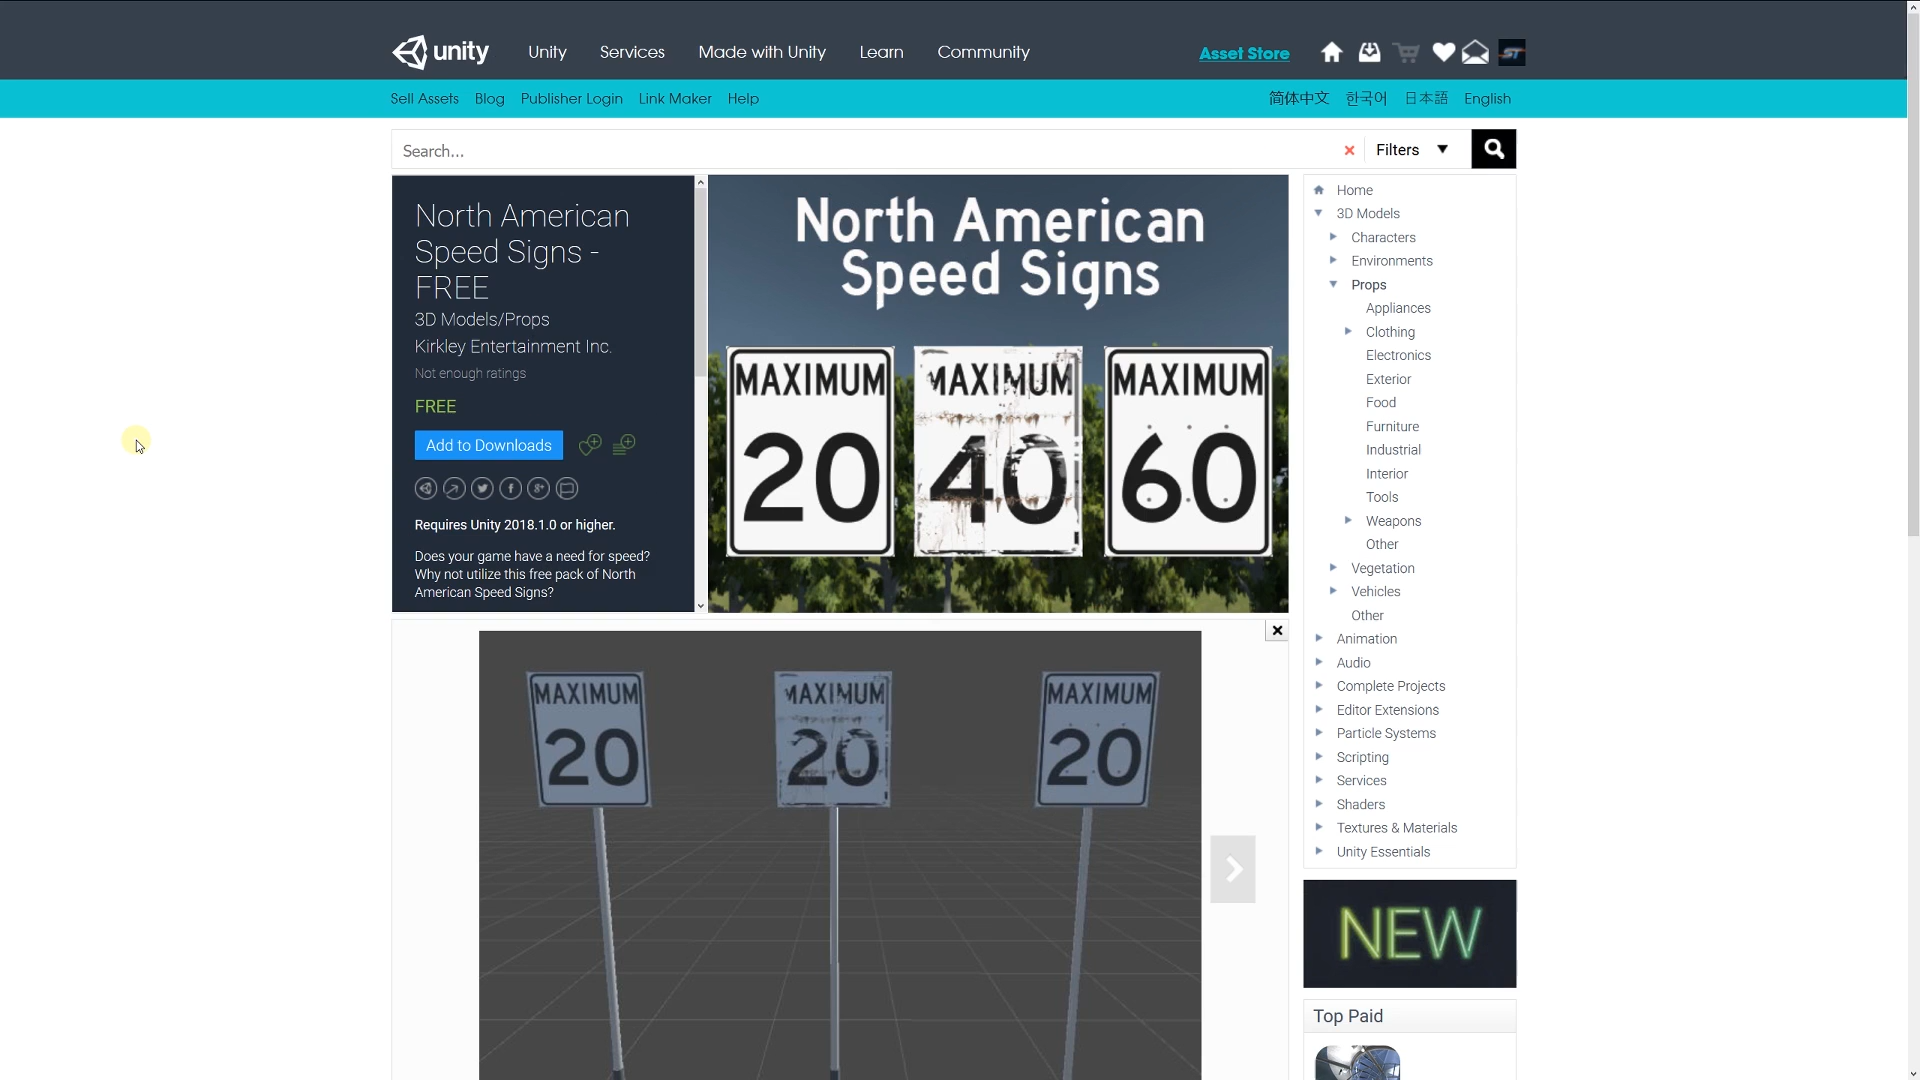 unity
Unity Services Made with Unity Learn Community
Asset Store
ST
Sell Assets Blog Publisher Login Link Maker Help
简体中文 한국어 日本語 English
Search...
Filters
North American
Speed Signs -
FREE
3D Models/Props
Kirkley Entertainment Inc.
Not enough ratings
FREE
Add to Downloads
Requires Unity 2018.1.0 or higher.
Does your game have a need for speed?
Why not utilize this free pack of North
American Speed Signs?
North American
Speed Signs
MAXIMUM
20
MAXIMUM
40
MAXIMUM
60
MAXIMUM
20
MAXIMUM
20
MAXIMUM
20
Home
3D Models
Characters
Environments
Props
Appliances
Clothing
Electronics
Exterior
Food
Furniture
Industrial
Interior
Tools
Weapons
Other
Vegetation
Vehicles
Other
Animation
Audio
Complete Projects
Editor Extensions
Particle Systems
Scripting
Services
Shaders
Textures & Materials
Unity Essentials
NEW
Top Paid